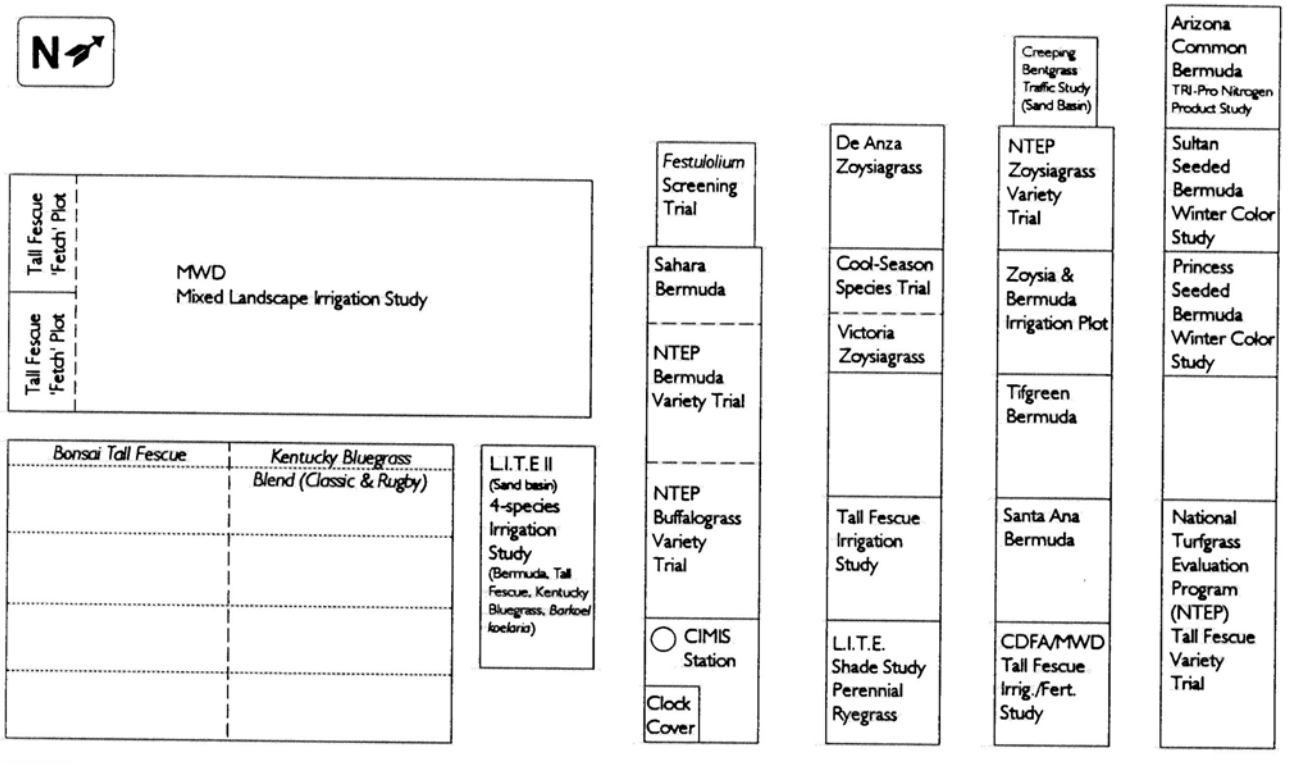 N
Tall Fescue
'Fetch' Plot
Tall Fescue
'Fetch' Plot
MWD
Mixed Landscape Irrigation Study
Bonsai Tall Fescue
Kentucky Bluegrass
Blend (Classic & Rugby)
L.I.T.E II
(Sand basin)
4-species
Irrigation
Study
(Bermuda, Tall
Fescue, Kentucky
Bluegrass, Barkoel
koelaria)
Festulolium
Screening
Trial
Sahara
Bermuda
NTEP
Bermuda
Variety Trial
NTEP
Buffalograss
Variety
Trial
CIMIS
Station
Clock
Cover
De Anza
Zoysiagrass
Cool-Season
Species Trial
Victoria
Zoysiagrass
Tall Fescue
Irrigation
Study
L.I.T.E.
Shade Study
Perennial
Ryegrass
Creeping
Bentgrass
Traffic Study
(Sand Basin)
NTEP
Zoysiagrass
Variety
Trial
Zoysia &
Bermuda
Irrigation Plot
Tifgreen
Bermuda
Santa Ana
Bermuda
CDFA/MWD
Tall Fescue
Irrig./Fert.
Study
Arizona
Common
Bermuda
TRI-Pro Nitrogen
Product Study
Sultan
Seeded
Bermuda
Winter Color
Study
Princess
Seeded
Bermuda
Winter Color
Study
National
Turfgrass
Evaluation
Program
(NTEP)
Tall Fescue
Variety
Trial